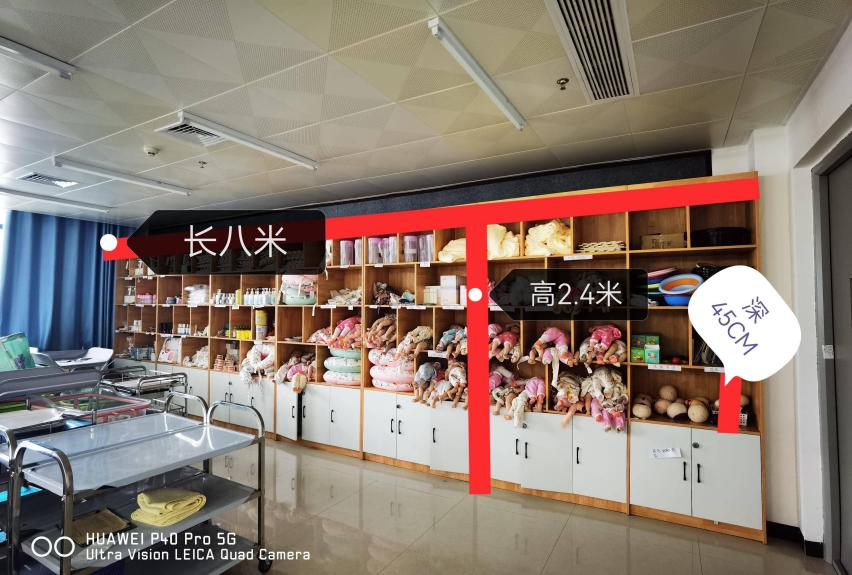 长八米
高2.4米
深
45CM
HUAWEI P40 Pro 5G
Ultra Vision LEICA Quad Camera